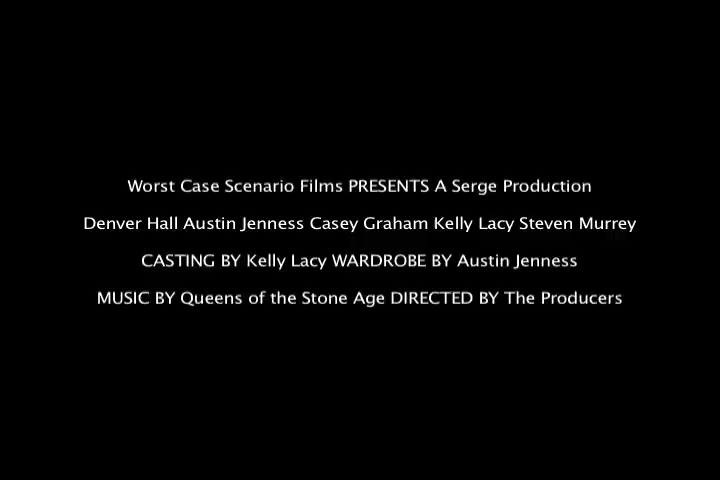 Worst Case Scenario Films PRESENTS A Serge Production
Denver Hall Austin Jenness Casey Graham Kelly Lacy Steven Murrey
CASTING BY Kelly Lacy WARDROBE BY Austin Jenness
MUSIC BY Queens of the Stone Age DIRECTED BY The Producers